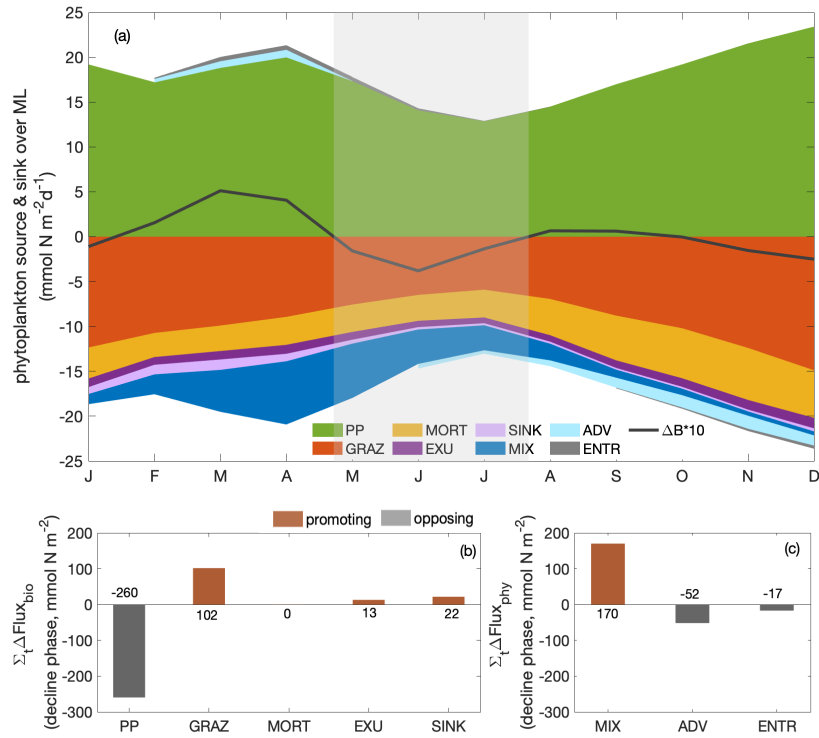 (a)
phytoplankton source & sink over ML
(mmol N m⁻²d⁻¹)
25
20
15
10
5
0
-5
-10
-15
-20
-25
PP MORT SINK ADV ΔB*10
GRAZ EXU MIX ENTR
J F M A M J J A S O N D
promoting opposing
(b)
Σₜ ΔFlux_bio
(decline phase, mmol N m⁻²)
200
100
0
-100
-200
-300
-260
102
0
13
22
PP GRAZ MORT EXU SINK
(c)
Σₜ ΔFlux_phy
(decline phase, mmol N m⁻²)
200
100
0
-100
-200
-300
170
-52
-17
MIX ADV ENTR